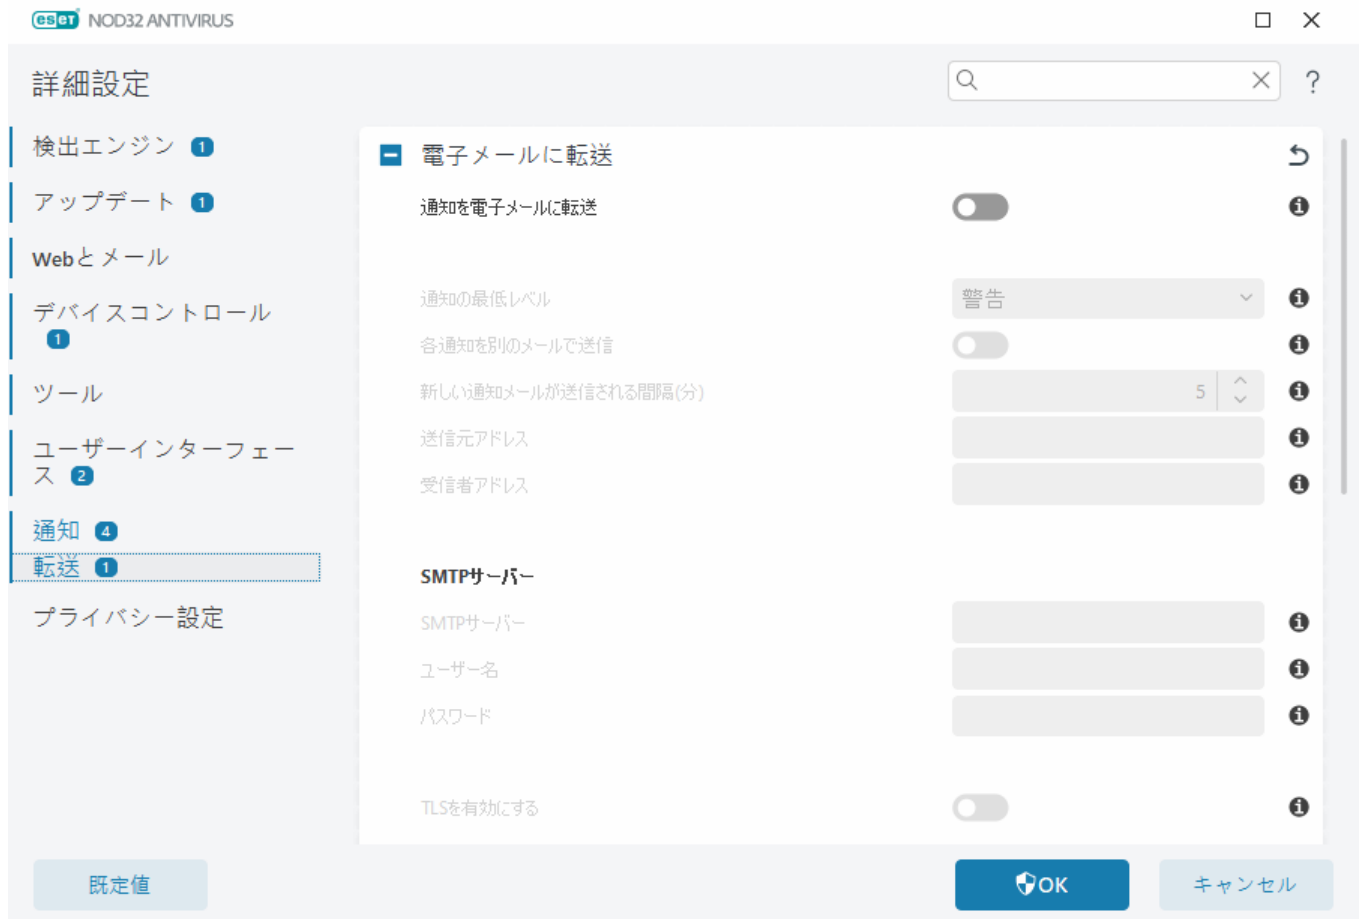 eset NOD32 ANTIVIRUS
詳細設定
?
検出エンジン 1
アップデート 1
Webとメール
デバイスコントロール
1
ツール
ユーザーインターフェー
ス 2
通知 4
転送 1
プライバシー設定
電子メールに転送
通知を電子メールに転送
通知の最低レベル 警告
各通知を別のメールで送信
新しい通知メールが送信される間隔(分) 5
送信元アドレス
受信者アドレス
SMTPサーバー
SMTPサーバー
ユーザー名
パスワード
TLSを有効にする
既定値
OK
キャンセル